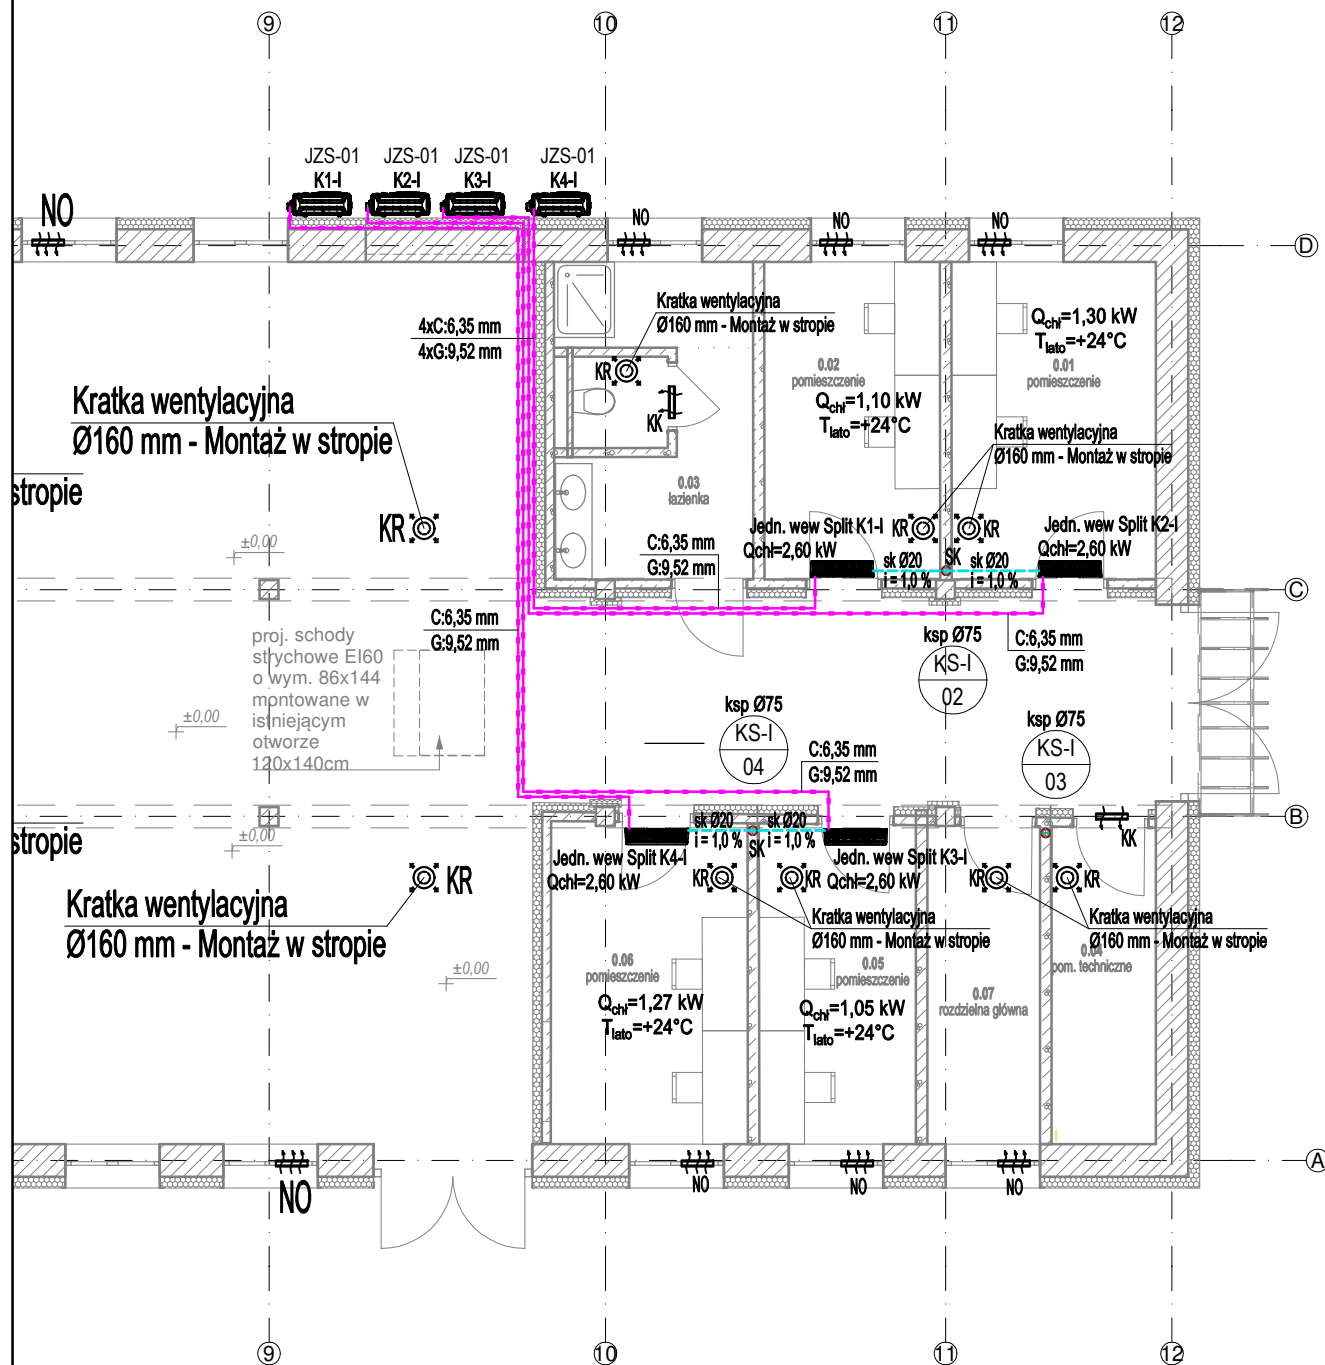 9
10
11
12
JZS-01
K1-I
JZS-01
K2-I
JZS-01
K3-I
JZS-01
K4-I
NO
NO
NO
NO
D
4xC:6,35 mm
4xG:9,52 mm
Kratka wentylacyjna
Ø160 mm - Montaż w stropie
KR
KK
0.02
pomieszczenie
Qchł=1,10 kW
Tlato=+24°C
Qchł=1,30 kW
Tlato=+24°C
0.01
pomieszczenie
Kratka wentylacyjna
Ø160 mm - Montaż w stropie
Kratka wentylacyjna
Ø160 mm - Montaż w stropie
stropie
0.03
łazienka
KR
Jedn. wew Split K1-I
Qchł=2,60 kW
KR
KR
Jedn. wew Split K2-I
Qchł=2,60 kW
±0,00
C:6,35 mm
G:9,52 mm
sk Ø20
i = 1,0 %
SK
sk Ø20
i = 1,0 %
C
C:6,35 mm
G:9,52 mm
proj. schody
strychowe EI60
o wym. 86x144
montowane w
istniejącym
otworze
120x140cm
±0,00
ksp Ø75
KS-I
02
C:6,35 mm
G:9,52 mm
ksp Ø75
KS-I
04
C:6,35 mm
G:9,52 mm
ksp Ø75
KS-I
03
B
stropie
±0,00
sk Ø20
i = 1,0 %
SK
sk Ø20
i = 1,0 %
KK
Jedn. wew Split K4-I
Qchł=2,60 kW
Jedn. wew Split K3-I
Qchł=2,60 kW
KR
KR
KR
KR
KR
Kratka wentylacyjna
Ø160 mm - Montaż w stropie
Kratka wentylacyjna
Ø160 mm - Montaż w stropie
Kratka wentylacyjna
Ø160 mm - Montaż w stropie
±0,00
0.06
pomieszczenie
Qchł=1,27 kW
Tlato=+24°C
0.05
pomieszczenie
Qchł=1,05 kW
Tlato=+24°C
0.07
rozdzielna główna
0.04
pom. techniczne
A
NO
NO
NO
NO
9
10
11
12